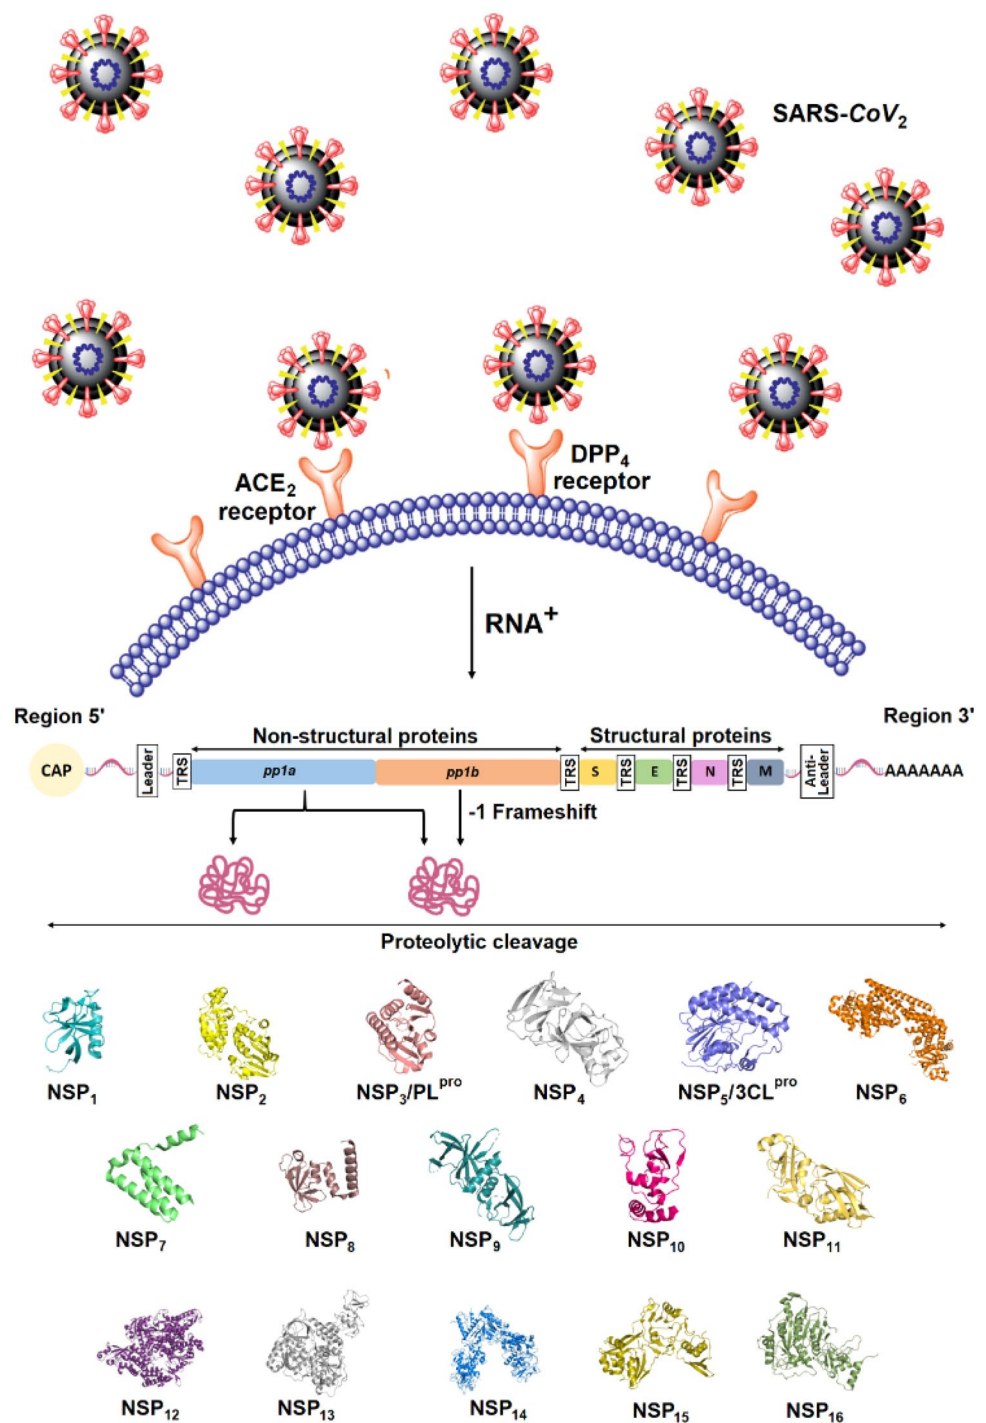 SARS-CoV2
ACE2
receptor
DPP4
receptor
RNA+
Region 5'
Region 3'
Non-structural proteins
Structural proteins
CAP
Leader
TRS
pp1a
pp1b
TRS
S
TRS
E
TRS
N
TRS
M
Anti-
Leader
AAAAAAA
-1 Frameshift
Proteolytic cleavage
NSP1
NSP2
NSP3/PLpro
NSP4
NSP5/3CLpro
NSP6
NSP7
NSP8
NSP9
NSP10
NSP11
NSP12
NSP13
NSP14
NSP15
NSP16